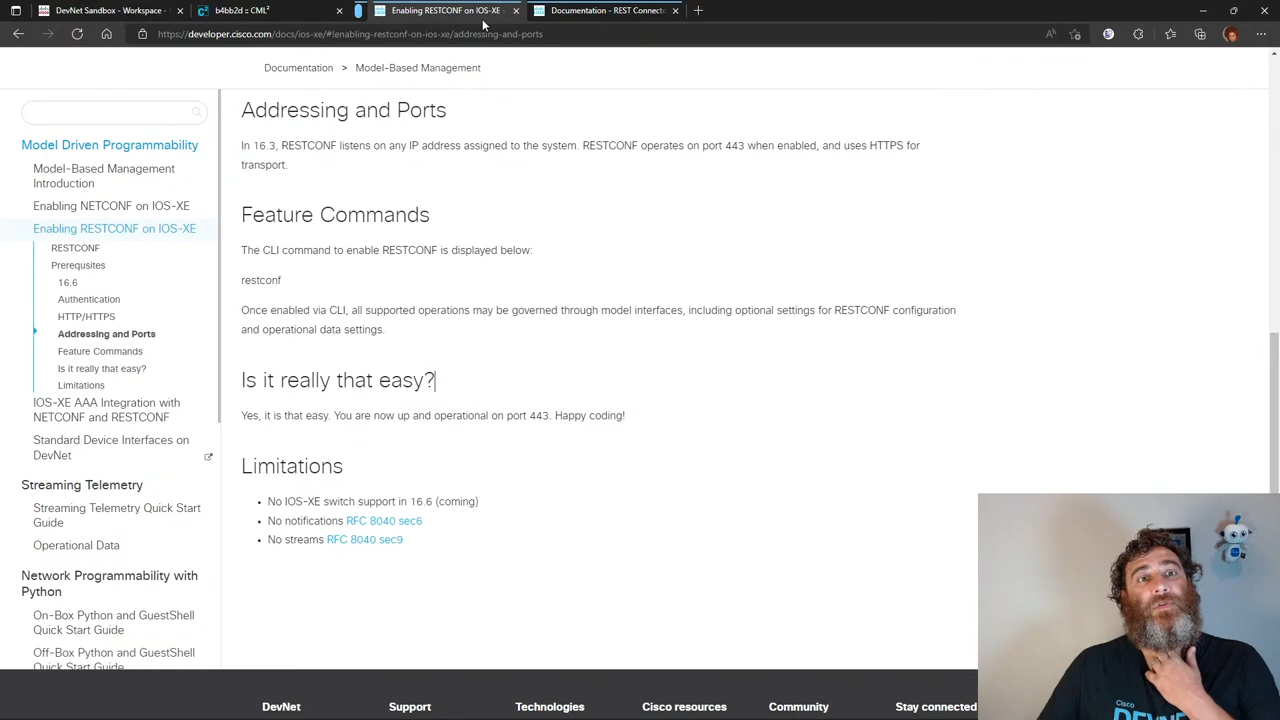 DevNet Sandbox - Workspace -
b4bb2d = CML²
Enabling RESTCONF on IOS-XE -
Documentation - REST Connecto
https://developer.cisco.com/docs/ios-xe/#!enabling-restconf-on-ios-xe/addressing-and-ports
Documentation > Model-Based Management
Model Driven Programmability
Model-Based Management
Introduction
Enabling NETCONF on IOS-XE
Enabling RESTCONF on IOS-XE
RESTCONF
Prerequsites
16.6
Authentication
HTTP/HTTPS
Addressing and Ports
Feature Commands
Is it really that easy?
Limitations
IOS-XE AAA Integration with
NETCONF and RESTCONF
Standard Device Interfaces on
DevNet
Streaming Telemetry
Streaming Telemetry Quick Start
Guide
Operational Data
Network Programmability with
Python
On-Box Python and GuestShell
Quick Start Guide
Off-Box Python and GuestShell
Quick Start Guide
Addressing and Ports
In 16.3, RESTCONF listens on any IP address assigned to the system. RESTCONF operates on port 443 when enabled, and uses HTTPS for
transport.
Feature Commands
The CLI command to enable RESTCONF is displayed below:
restconf
Once enabled via CLI, all supported operations may be governed through model interfaces, including optional settings for RESTCONF configuration
and operational data settings.
Is it really that easy?
Yes, it is that easy. You are now up and operational on port 443. Happy coding!
Limitations
No IOS-XE switch support in 16.6 (coming)
No notifications RFC 8040 sec6
No streams RFC 8040 sec9
DevNet
Support
Technologies
Cisco resources
Community
Stay connected
Cisco
DEVNET